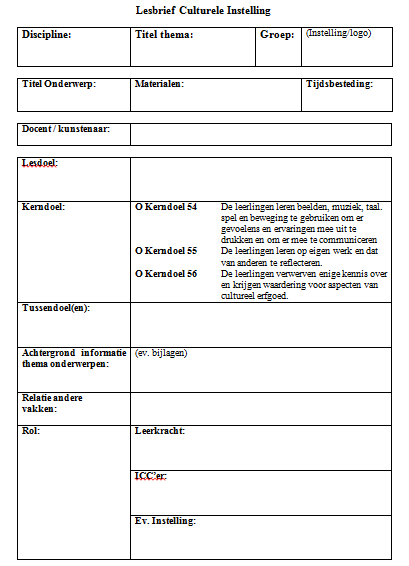 Lesbrief Culturele Instelling
Discipline: Titel thema: Groep: (Instelling/logo)
Titel Onderwerp: Materialen: Tijdsbesteding:
Docent / kunstenaar:
Lesdoel:
Kerndoel: O Kerndoel 54 De leerlingen leren beelden, muziek, taal.
spel en beweging te gebruiken om er
gevoelens en ervaringen mee uit te
drukken en om er mee te communiceren
O Kerndoel 55 De leerlingen leren op eigen werk en dat
van anderen te reflecteren.
O Kerndoel 56 De leerlingen verwerven enige kennis over
en krijgen waardering voor aspecten van
cultureel erfgoed.
Tussendoel(en):
Achtergrond informatie (ev. bijlagen)
thema onderwerpen:
Relatie andere
vakken:
Rol: Leerkracht:
ICC'er:
Ev. Instelling: